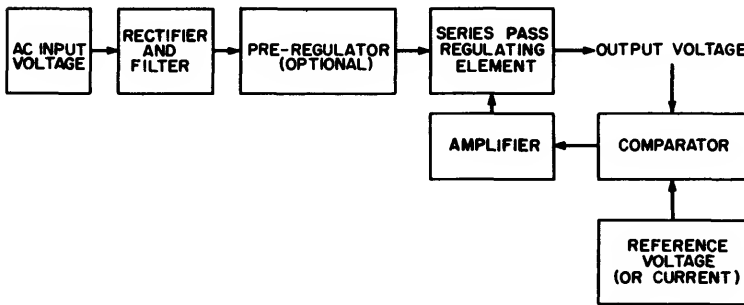 AC INPUT
VOLTAGE
RECTIFIER
AND
FILTER
PRE-REGULATOR
(OPTIONAL)
SERIES PASS
REGULATING
ELEMENT
OUTPUT VOLTAGE
AMPLIFIER
COMPARATOR
REFERENCE
VOLTAGE
(OR CURRENT)